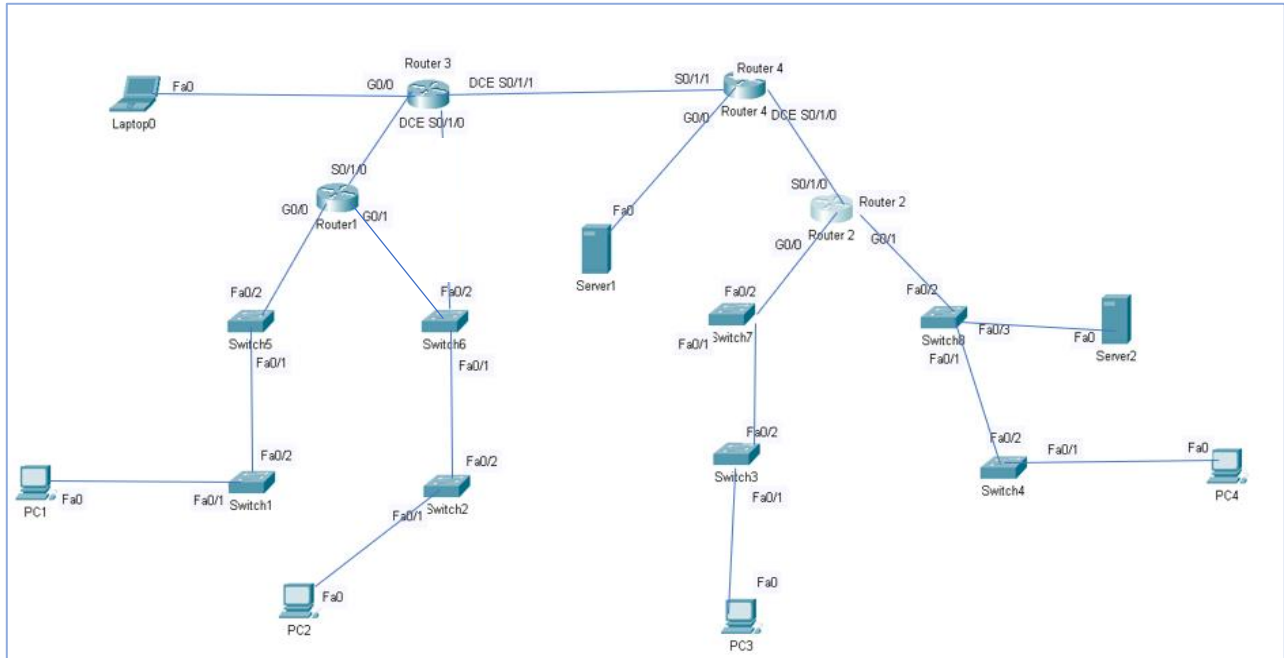 Router 3
Router 4
Fa0
G0/0
DCE S0/1/1
S0/1/1
Laptop0
DCE S0/1/0
G0/0
Router 4
DCE S0/1/0
S0/1/0
S0/1/0
Router 2
G0/0
Router1
G0/1
Fa0
Router 2
G0/0
G0/1
Server1
Fa0/2
Fa0/2
Fa0/2
Fa0/2
Switch5
Switch6
Fa0/1
Switch7
Switch8
Fa0/3
Fa0
Server2
Fa0/1
Fa0/1
Fa0/1
Fa0/2
Fa0/2
Fa0/2
Fa0/2
Fa0/1
Fa0
Switch3
Switch4
PC4
Fa0
Fa0/1
Switch1
Fa0/1
Switch2
Fa0/1
PC1
Fa0
Fa0
PC2
PC3